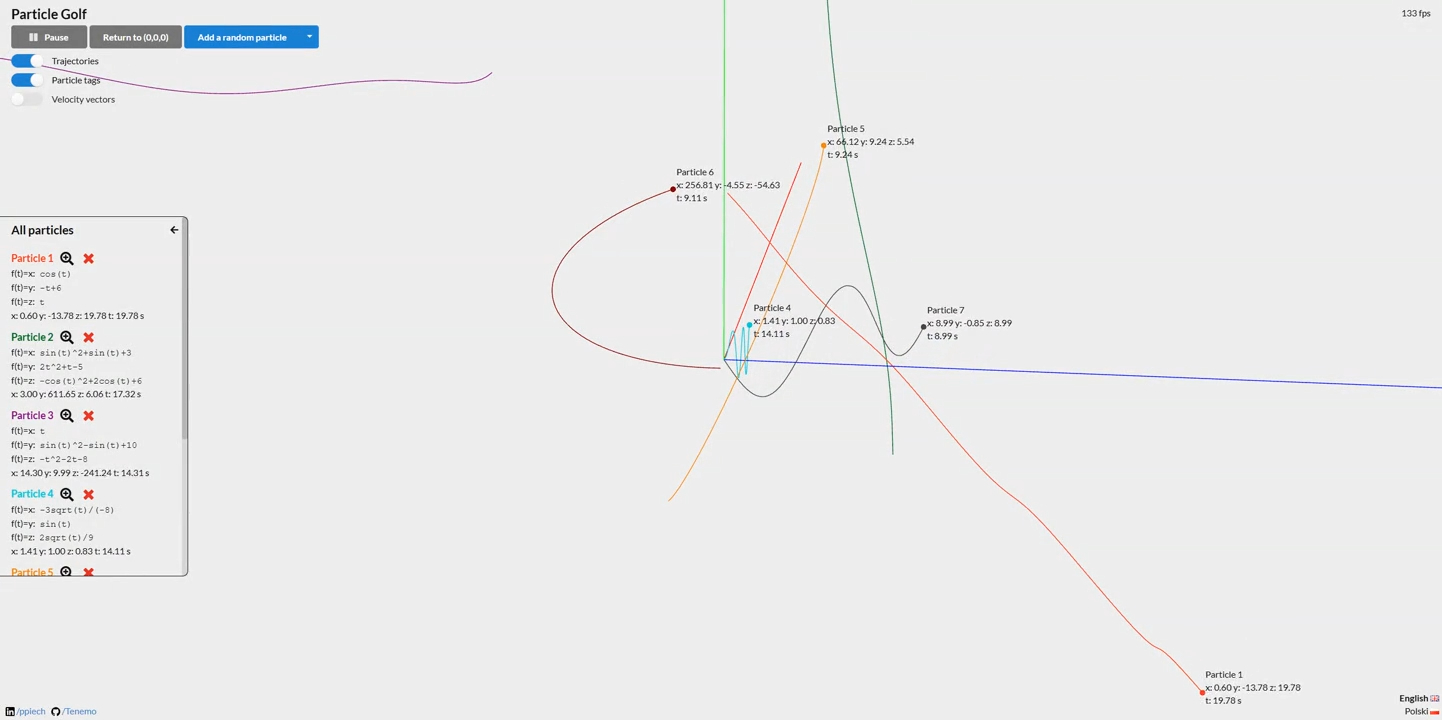 Particle Golf
133 fps
Pause
Return to (0,0,0)
Add a random particle
Trajectories
Particle tags
Velocity vectors
Particle 5
x: 66.12 y: 9.24 z: 5.54
t: 9.24 s
Particle 6
x: 256.81 y: -4.55 z: -54.63
t: 9.11 s
All particles
Particle 1
f(t)=x: cos(t)
f(t)=y: -t+6
f(t)=z: t
x: 0.60 y: -13.78 z: 19.78 t: 19.78 s
Particle 2
f(t)=x: sin(t)^2+sin(t)+3
f(t)=y: 2t^2+t-5
f(t)=z: -cos(t)^2+2cos(t)+6
x: 3.00 y: 611.65 z: 6.06 t: 17.32 s
Particle 3
f(t)=x: t
f(t)=y: sin(t)^2-sin(t)+10
f(t)=z: -t^2-2t-8
x: 14.30 y: 9.99 z: -241.24 t: 14.31 s
Particle 4
f(t)=x: -3sqrt(t)/(-8)
f(t)=y: sin(t)
f(t)=z: 2sqrt(t)/9
x: 1.41 y: 1.00 z: 0.83 t: 14.11 s
Particle 5
Particle 4
x: 1.41 y: 1.00 z: 0.83
t: 14.11 s
Particle 7
x: 8.99 y: -0.85 z: 8.99
t: 8.99 s
Particle 1
x: 0.60 y: -13.78 z: 19.78
t: 19.78 s
/ppiech
/Tenemo
English
Polski